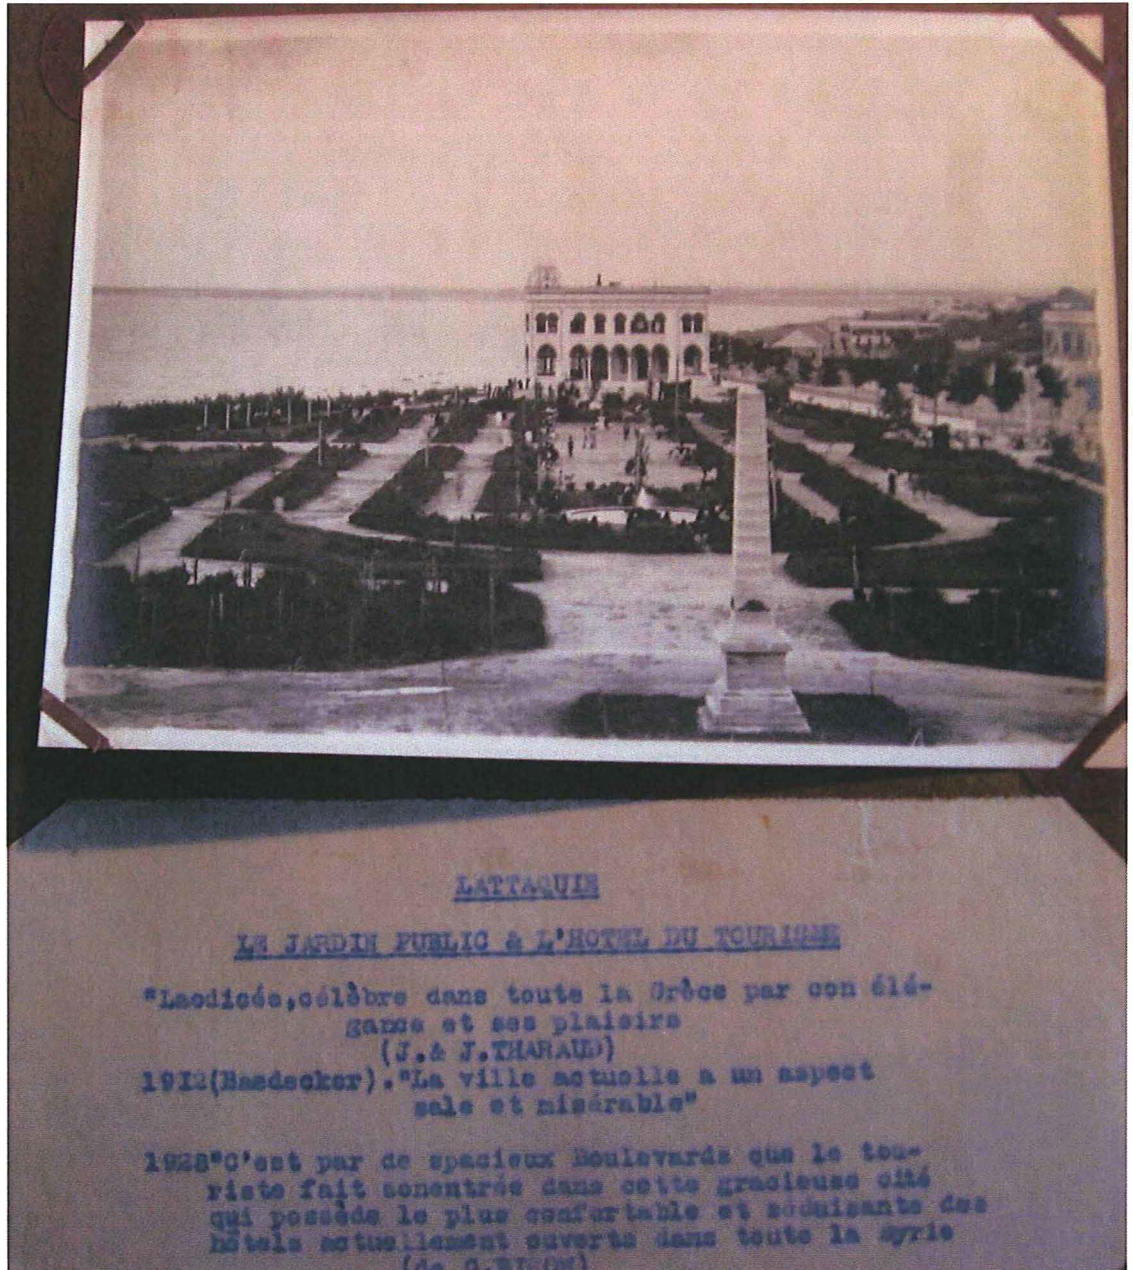 LATTAQUIE
LE JARDIN PUBLIC & L'HOTEL DU TOURISME
"Laodicée,célèbre dans toute la Grèce par con élé-
gance et ses plaisirs
(J.& J.THARAUD)
1912(Baedecker)."La ville actuelle a un aspect
sale et misérable"
1928"C'est par de spacieux Boulevards que le tou-
riste fait sonentrée dans cette gracieuse cité
qui possède le plus confortable et séduisante des
hôtels actuellement ouverts dans toute la Syrie
(de